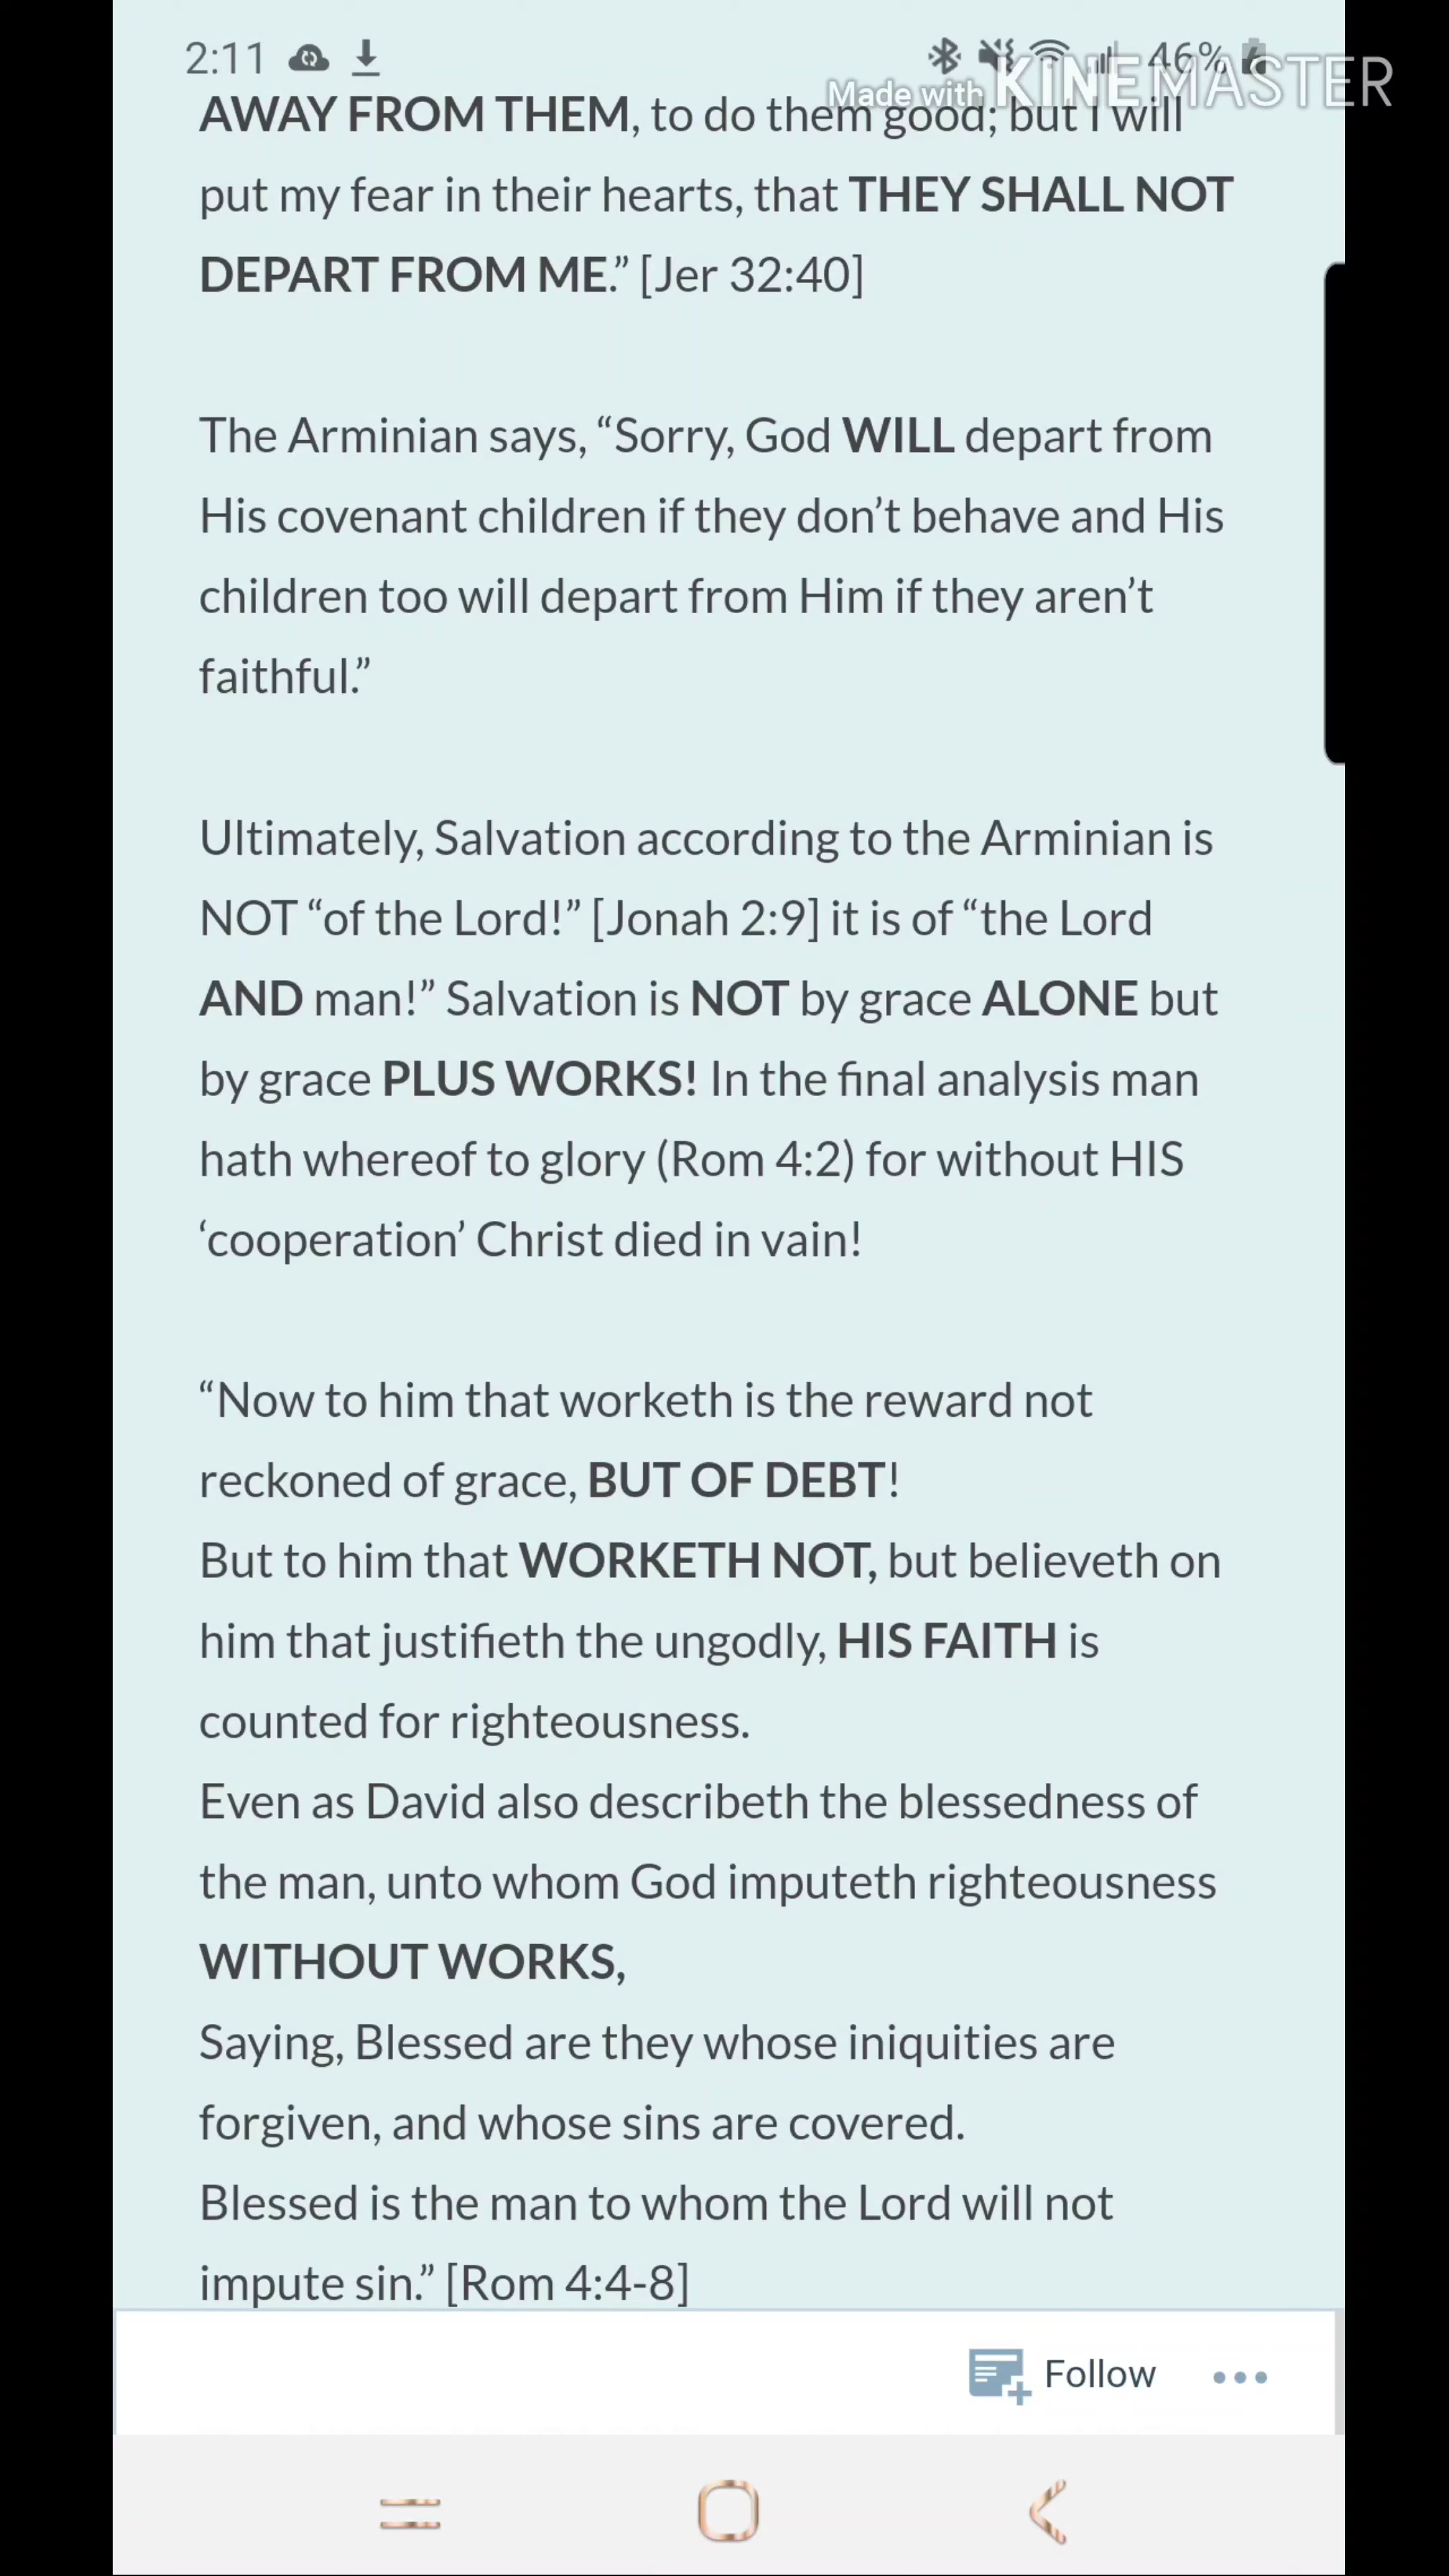 2:11 46%
Made with KINEMASTER
AWAY FROM THEM, to do them good; but I will
put my fear in their hearts, that THEY SHALL NOT
DEPART FROM ME.” [Jer 32:40]
The Arminian says, “Sorry, God WILL depart from
His covenant children if they don’t behave and His
children too will depart from Him if they aren’t
faithful.”
Ultimately, Salvation according to the Arminian is
NOT “of the Lord!” [Jonah 2:9] it is of “the Lord
AND man!” Salvation is NOT by grace ALONE but
by grace PLUS WORKS! In the final analysis man
hath whereof to glory (Rom 4:2) for without HIS
‘cooperation’ Christ died in vain!
“Now to him that worketh is the reward not
reckoned of grace, BUT OF DEBT!
But to him that WORKETH NOT, but believeth on
him that justifieth the ungodly, HIS FAITH is
counted for righteousness.
Even as David also describeth the blessedness of
the man, unto whom God imputeth righteousness
WITHOUT WORKS,
Saying, Blessed are they whose iniquities are
forgiven, and whose sins are covered.
Blessed is the man to whom the Lord will not
impute sin.” [Rom 4:4-8]
Follow